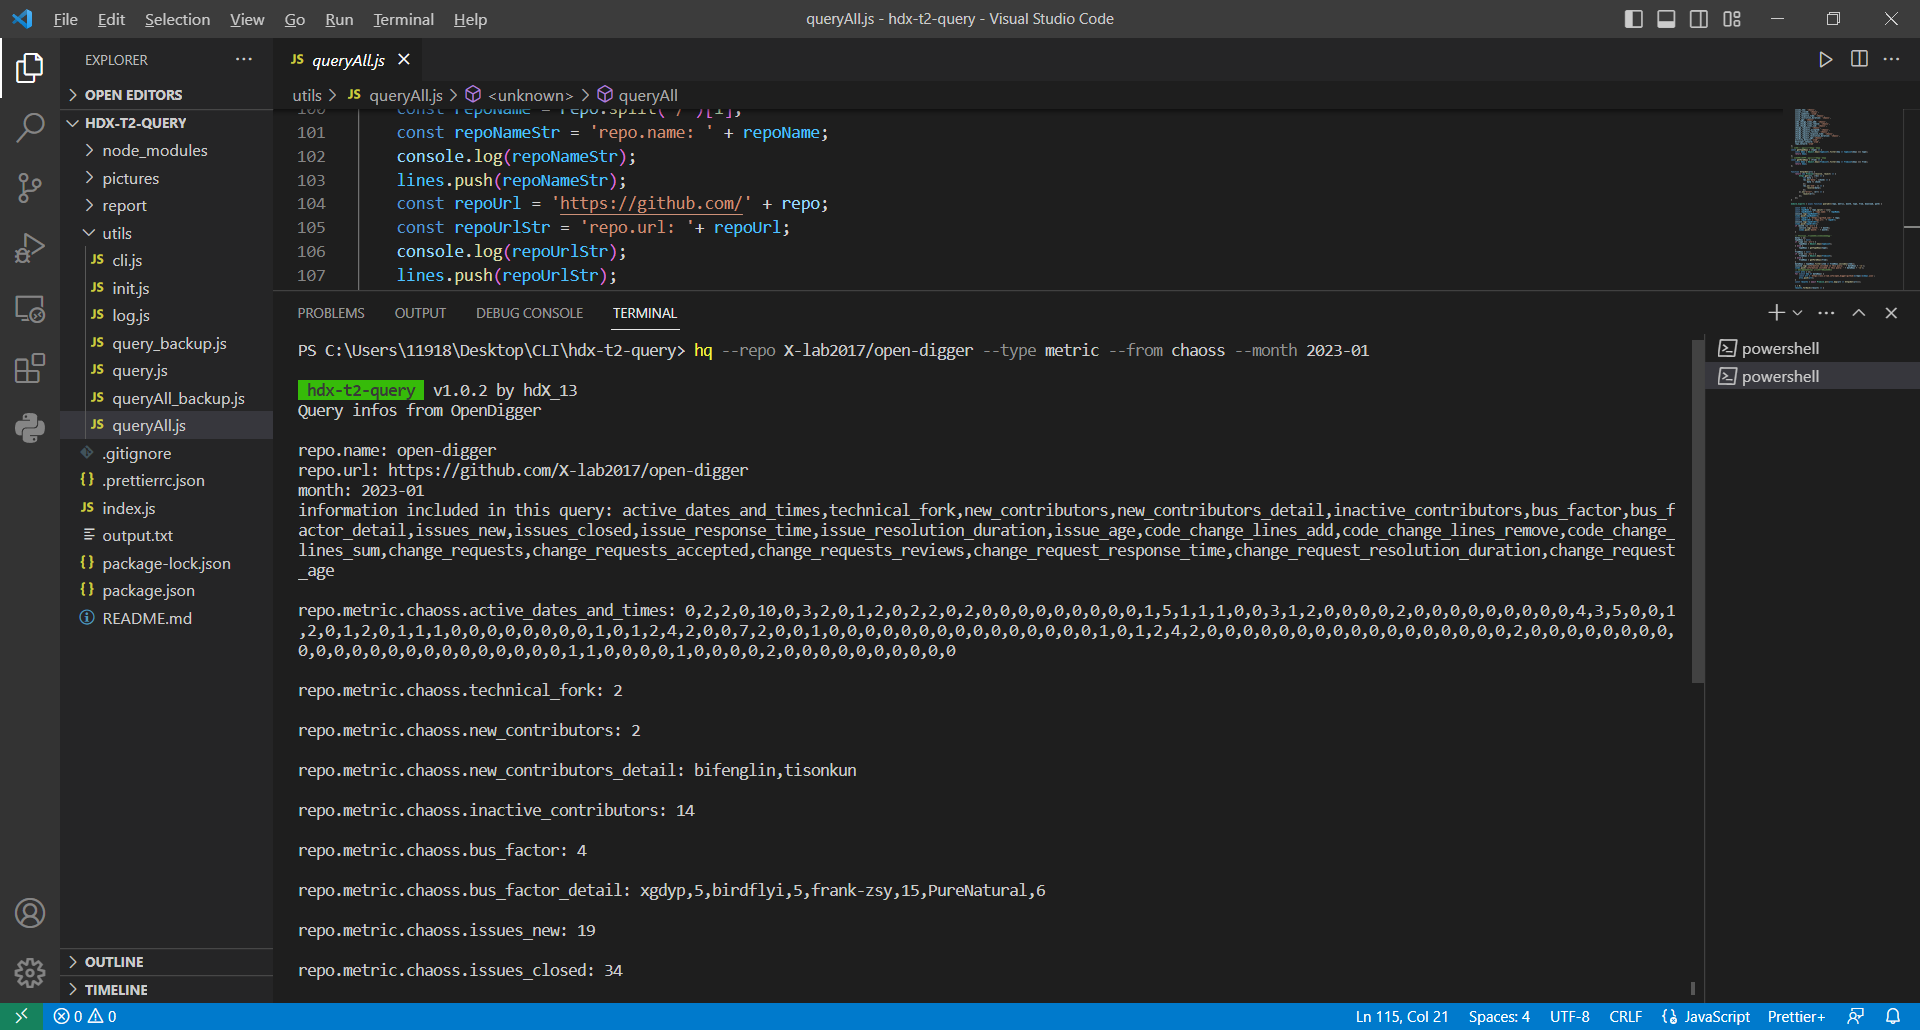 File Edit Selection View Go Run Terminal Help
queryAll.js - hdx-t2-query - Visual Studio Code
EXPLORER
OPEN EDITORS
HDX-T2-QUERY
node_modules
pictures
report
utils
JS cli.js
JS init.js
JS log.js
JS query_backup.js
JS query.js
JS queryAll_backup.js
JS queryAll.js
.gitignore
{} .prettierrc.json
JS index.js
output.txt
{} package-lock.json
{} package.json
README.md
OUTLINE
TIMELINE
JS queryAll.js
utils > JS queryAll.js > <unknown> > queryAll
100 const repoName = repo.split('/')[1];
101 const repoNameStr = 'repo.name: ' + repoName;
102 console.log(repoNameStr);
103 lines.push(repoNameStr);
104 const repoUrl = 'https://github.com/' + repo;
105 const repoUrlStr = 'repo.url: '+ repoUrl;
106 console.log(repoUrlStr);
107 lines.push(repoUrlStr);
PROBLEMS OUTPUT DEBUG CONSOLE TERMINAL
PS C:\Users\11918\Desktop\CLI\hdx-t2-query> hq --repo X-lab2017/open-digger --type metric --from chaoss --month 2023-01
hdx-t2-query v1.0.2 by hdX_13
Query infos from OpenDigger
repo.name: open-digger
repo.url: https://github.com/X-lab2017/open-digger
month: 2023-01
information included in this query: active_dates_and_times,technical_fork,new_contributors,new_contributors_detail,inactive_contributors,bus_factor,bus_f
actor_detail,issues_new,issues_closed,issue_response_time,issue_resolution_duration,issue_age,code_change_lines_add,code_change_lines_remove,code_change_
lines_sum,change_requests,change_requests_accepted,change_requests_reviews,change_request_response_time,change_request_resolution_duration,change_request
_age
repo.metric.chaoss.active_dates_and_times: 0,2,2,0,10,0,3,2,0,1,2,0,2,2,0,2,0,0,0,0,0,0,0,0,0,1,5,1,1,1,0,0,3,1,2,0,0,0,0,2,0,0,0,0,0,0,0,0,0,4,3,5,0,0,1
,2,0,1,2,0,1,1,1,0,0,0,0,0,0,0,0,1,0,1,2,4,2,0,0,7,2,0,0,1,0,0,0,0,0,0,0,0,0,0,0,0,0,0,0,1,0,1,2,4,2,0,0,0,0,0,0,0,0,0,0,0,0,0,0,0,0,0,2,0,0,0,0,0,0,0,0,
0,0,0,0,0,0,0,0,0,0,0,0,0,0,0,1,1,0,0,0,0,1,0,0,0,0,2,0,0,0,0,0,0,0,0,0,0
repo.metric.chaoss.technical_fork: 2
repo.metric.chaoss.new_contributors: 2
repo.metric.chaoss.new_contributors_detail: bifenglin,tisonkun
repo.metric.chaoss.inactive_contributors: 14
repo.metric.chaoss.bus_factor: 4
repo.metric.chaoss.bus_factor_detail: xgdyp,5,birdflyi,5,frank-zsy,15,PureNatural,6
repo.metric.chaoss.issues_new: 19
repo.metric.chaoss.issues_closed: 34
powershell
powershell
0 0
Ln 115, Col 21 Spaces: 4 UTF-8 CRLF {} JavaScript Prettier+